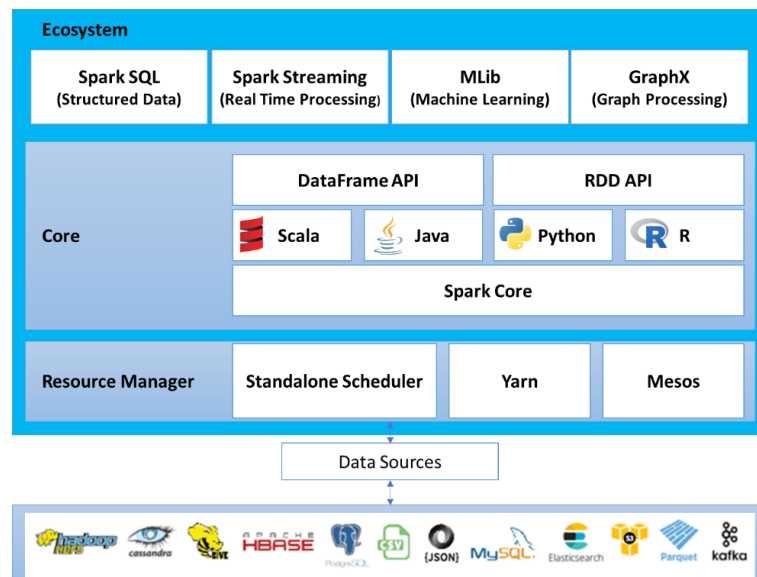 Ecosystem
Spark SQL
(Structured Data)
Spark Streaming
(Real Time Processing)
MLib
(Machine Learning)
GraphX
(Graph Processing)
Core
DataFrame API
RDD API
Scala
Java
Python
R
Spark Core
Resource Manager
Standalone Scheduler
Yarn
Mesos
Data Sources
hadoop
HDFS
cassandra
HIVE
APACHE
HBASE
PostgreSQL
CSV
{JSON}
MySQL
Elasticsearch
S3
Parquet
kafka